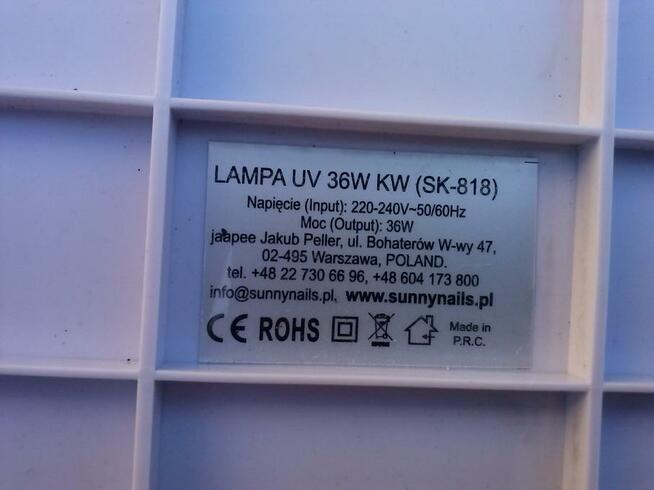 LAMPA UV 36W KW (SK-818)
Napięcie (Input): 220-240V~50/60Hz
Moc (Output): 36W
jaapee Jakub Peller, ul. Bohaterów W-wy 47,
02-495 Warszawa, POLAND.
tel. +48 22 730 66 96, +48 604 173 800
info@sunnynails.pl, www.sunnynails.pl
CE ROHS Made in
P.R.C.